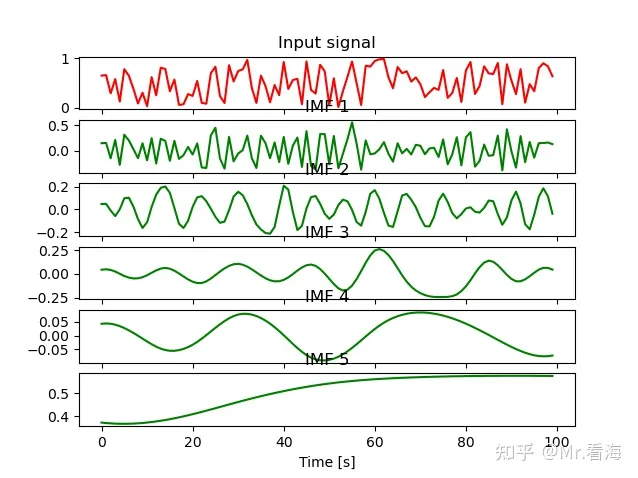 Input signal
1
0
IMF 1
0.5
0.0
IMF 2
0.2
0.0
−0.2
IMF 3
0.25
0.00
−0.25
IMF 4
0.05
0.00
−0.05
IMF 5
0.5
0.4
0 20 40 60 80 100
Time [s]
知乎 @Mr.看海